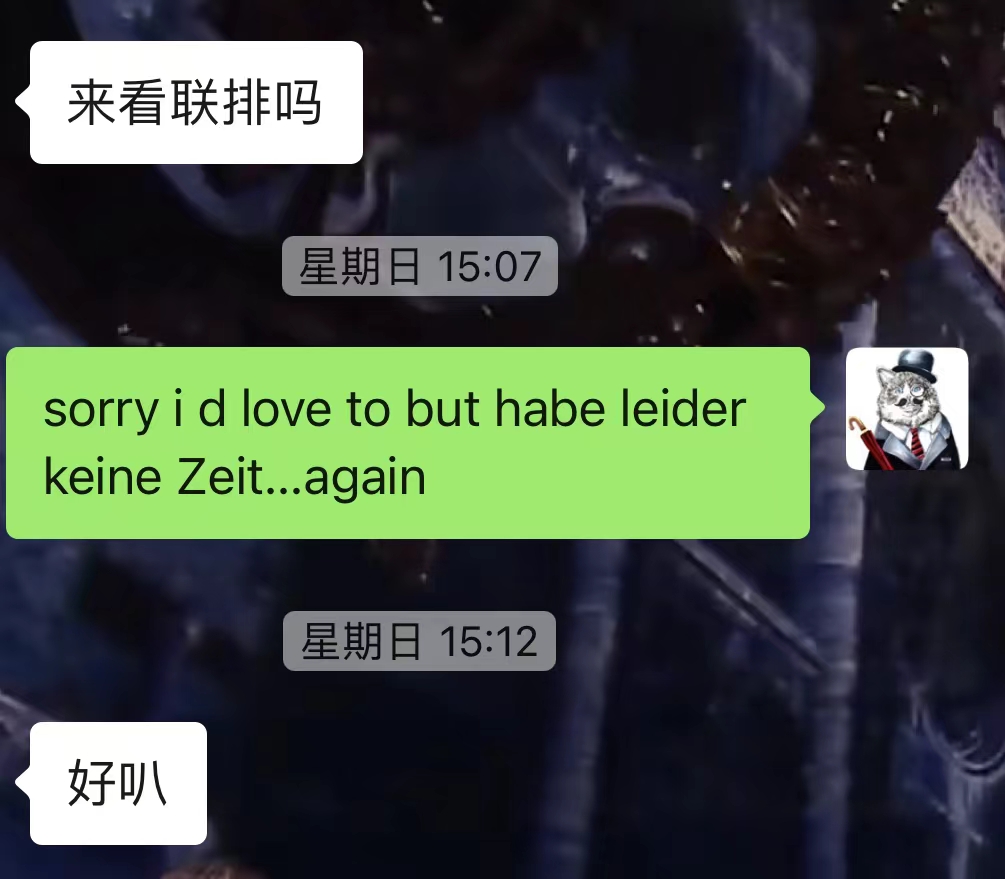 来看联排吗
星期日 15:07
sorry i d love to but habe leider
keine Zeit...again
星期日 15:12
好叭